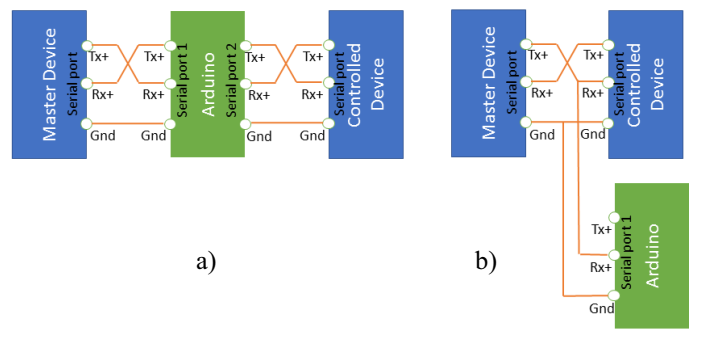 Master Device
Serial port
Tx+
Rx+
Gnd
Tx+
Rx+
Gnd
Serial port 1
Arduino
Serial port 2
Tx+
Rx+
Gnd
Tx+
Rx+
Gnd
Serial port
Controlled
Device
a)
Master Device
Serial port
Tx+
Rx+
Gnd
Tx+
Rx+
Gnd
Serial port
Controlled
Device
Tx+
Rx+
Gnd
Serial port 1
Arduino
b)